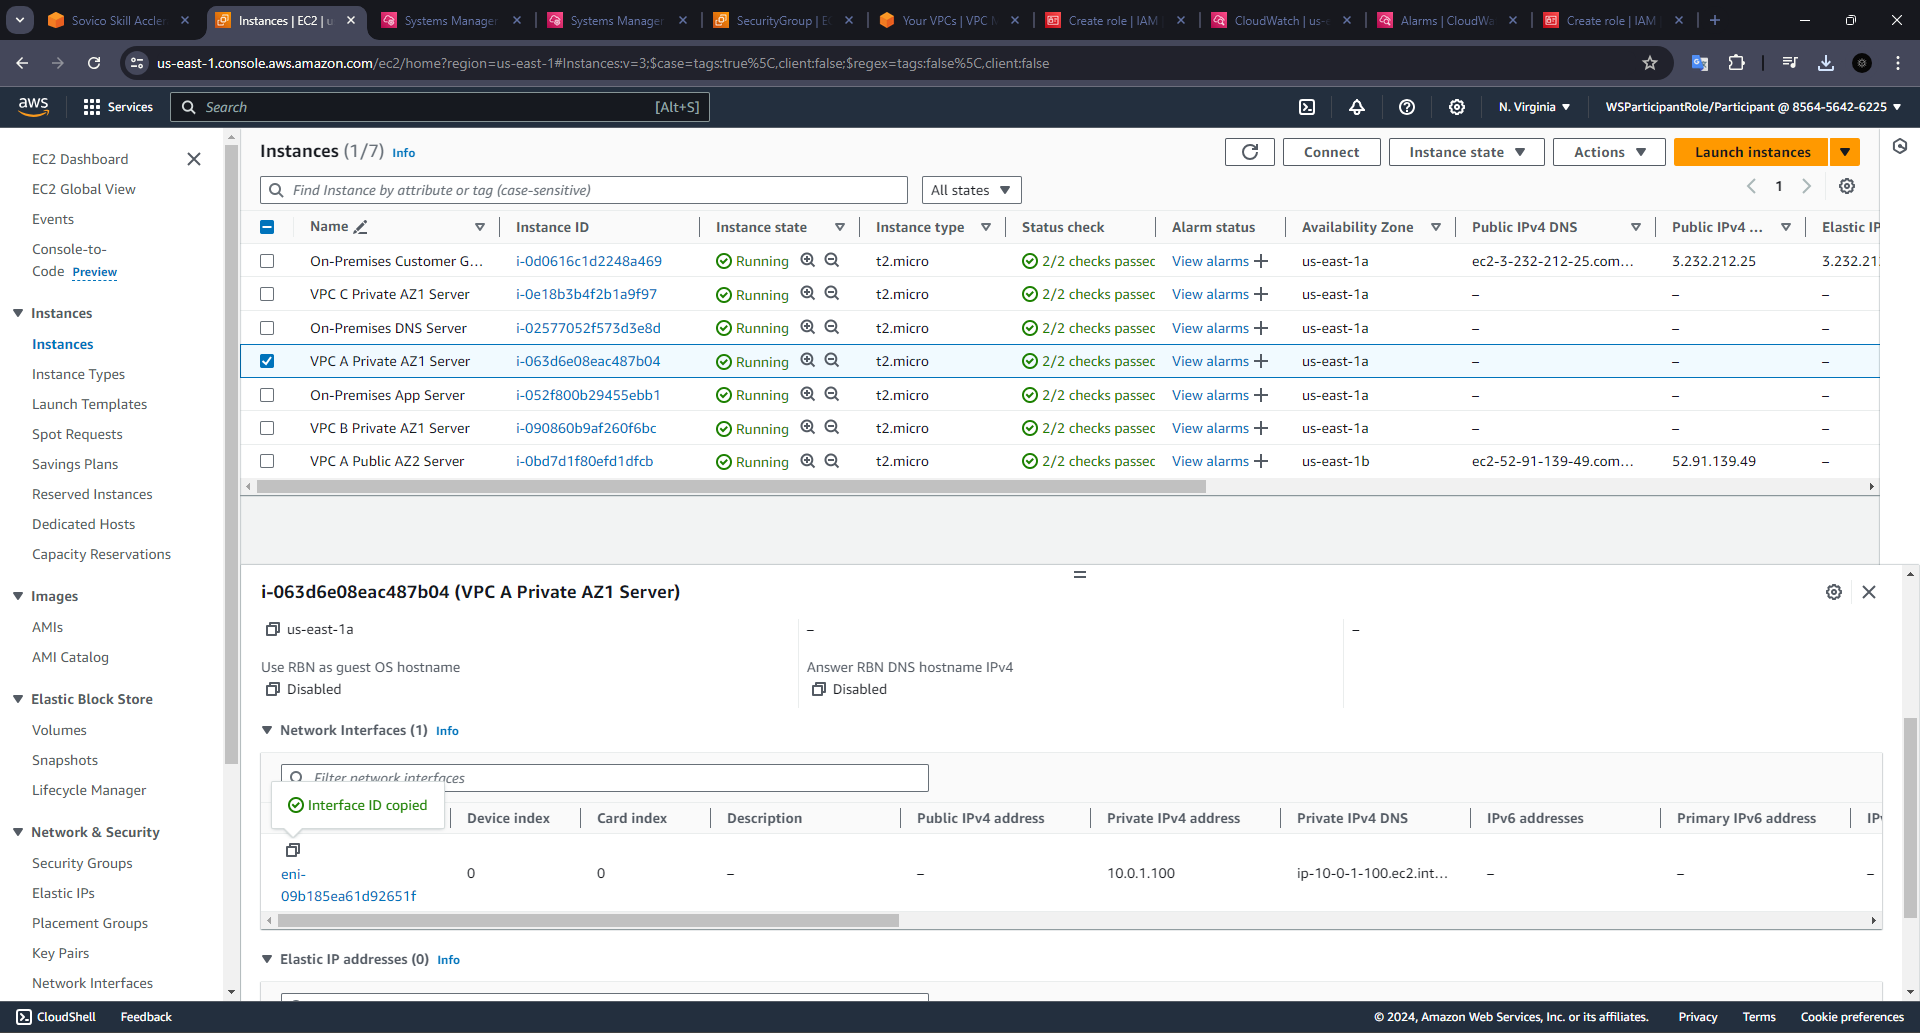 Sovico Skill Accler
Instances | EC2 | u
Systems Manager
Systems Manager
SecurityGroup | EC
Your VPCs | VPC M
Create role | IAM
CloudWatch | us-e
Alarms | CloudWa
Create role | IAM
us-east-1.console.aws.amazon.com/ec2/home?region=us-east-1#Instances:v=3;$case=tags:true%5C,client:false;$regex=tags:false%5C,client:false
aws
Services
Search
[Alt+S]
N. Virginia
WSParticipantRole/Participant @ 8564-5642-6225
EC2 Dashboard
EC2 Global View
Events
Console-to-
Code Preview
Instances
Instances
Instance Types
Launch Templates
Spot Requests
Savings Plans
Reserved Instances
Dedicated Hosts
Capacity Reservations
Images
AMIs
AMI Catalog
Elastic Block Store
Volumes
Snapshots
Lifecycle Manager
Network & Security
Security Groups
Elastic IPs
Placement Groups
Key Pairs
Network Interfaces
Instances (1/7) Info
Connect
Instance state
Actions
Launch instances
Find Instance by attribute or tag (case-sensitive)
All states
1
Name Instance ID Instance state Instance type Status check Alarm status Availability Zone Public IPv4 DNS Public IPv4 ... Elastic IP
On-Premises Customer G... i-0d0616c1d2248a469 Running t2.micro 2/2 checks passec View alarms + us-east-1a ec2-3-232-212-25.com... 3.232.212.25 3.232.21
VPC C Private AZ1 Server i-0e18b3b4f2b1a9f97 Running t2.micro 2/2 checks passec View alarms + us-east-1a – – –
On-Premises DNS Server i-02577052f573d3e8d Running t2.micro 2/2 checks passec View alarms + us-east-1a – – –
VPC A Private AZ1 Server i-063d6e08eac487b04 Running t2.micro 2/2 checks passec View alarms + us-east-1a – – –
On-Premises App Server i-052f800b29455ebb1 Running t2.micro 2/2 checks passec View alarms + us-east-1a – – –
VPC B Private AZ1 Server i-090860b9af260f6bc Running t2.micro 2/2 checks passec View alarms + us-east-1a – – –
VPC A Public AZ2 Server i-0bd7d1f80efd1dfcb Running t2.micro 2/2 checks passec View alarms + us-east-1b ec2-52-91-139-49.com... 52.91.139.49 –
i-063d6e08eac487b04 (VPC A Private AZ1 Server)
us-east-1a – –
Use RBN as guest OS hostname
Disabled
Answer RBN DNS hostname IPv4
Disabled
Network Interfaces (1) Info
Filter network interfaces
Interface ID copied
Device index Card index Description Public IPv4 address Private IPv4 address Private IPv4 DNS IPv6 addresses Primary IPv6 address IPv
eni-
09b185ea61d92651f
0 0 – – 10.0.1.100 ip-10-0-1-100.ec2.int... – – –
Elastic IP addresses (0) Info
CloudShell
Feedback
© 2024, Amazon Web Services, Inc. or its affiliates.
Privacy
Terms
Cookie preferences